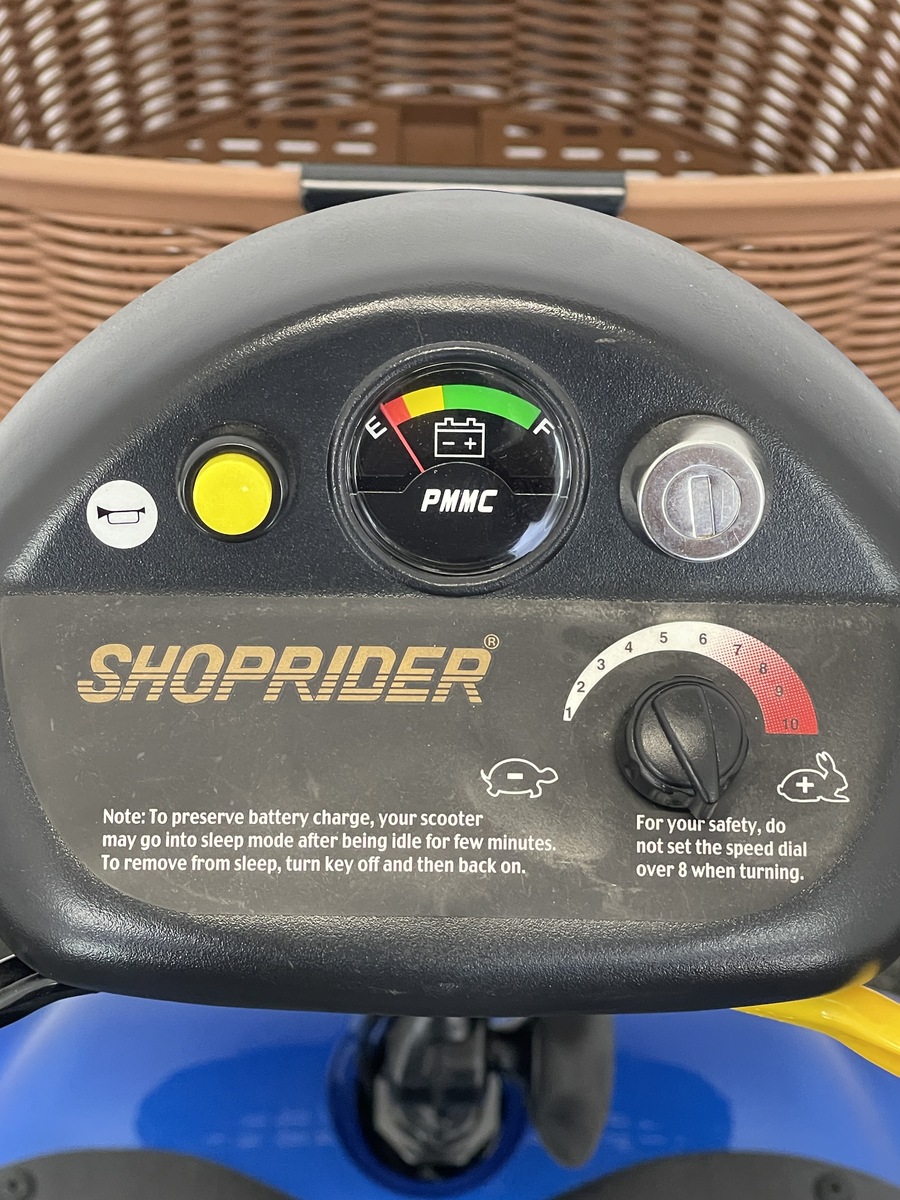 E F
- +
PMMC
SHOPRIDER®
1 2 3 4 5 6 7 8 9 10
- +
Note: To preserve battery charge, your scooter
may go into sleep mode after being idle for few minutes.
To remove from sleep, turn key off and then back on.
For your safety, do
not set the speed dial
over 8 when turning.